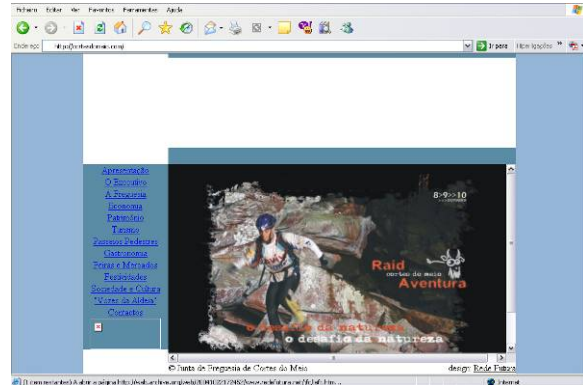 Ficheiro Editar Ver Favoritos Ferramentas Ajuda
Endereço
Ir para Hiperligações
Apresentação
O Executivo
A Freguesia
Economia
Património
Turismo
Passeios Pedestres
Gastronomia
Feiras e Mercados
Festividades
Sociedade e Cultura
"Vozes da Aldeia"
Contactos
8>9>>10
Raid
cortes do meio
Aventura
o desafio da natureza
o desafio da natureza
© Junta de Freguesia de Cortes do Meio
design: Rede Futura
Internet